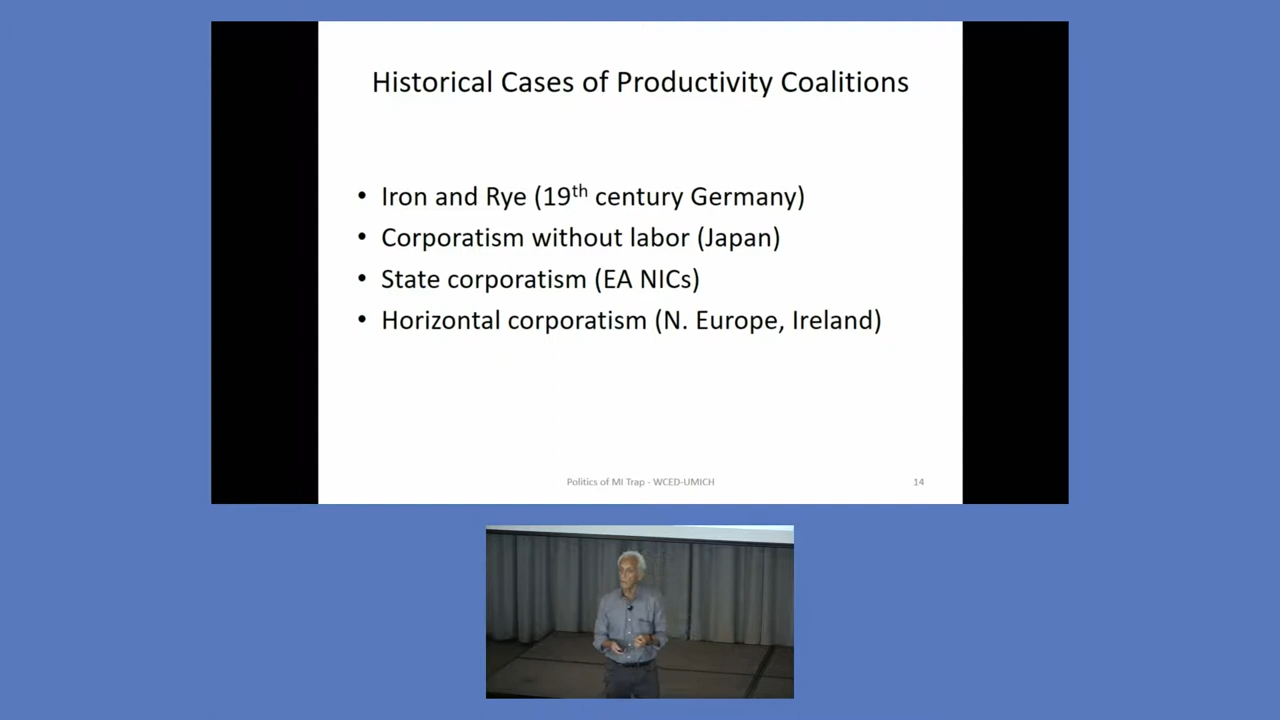 Historical Cases of Productivity Coalitions
• Iron and Rye (19th century Germany)
• Corporatism without labor (Japan)
• State corporatism (EA NICs)
• Horizontal corporatism (N. Europe, Ireland)
Politics of MI Trap - WCED-UMICH
14